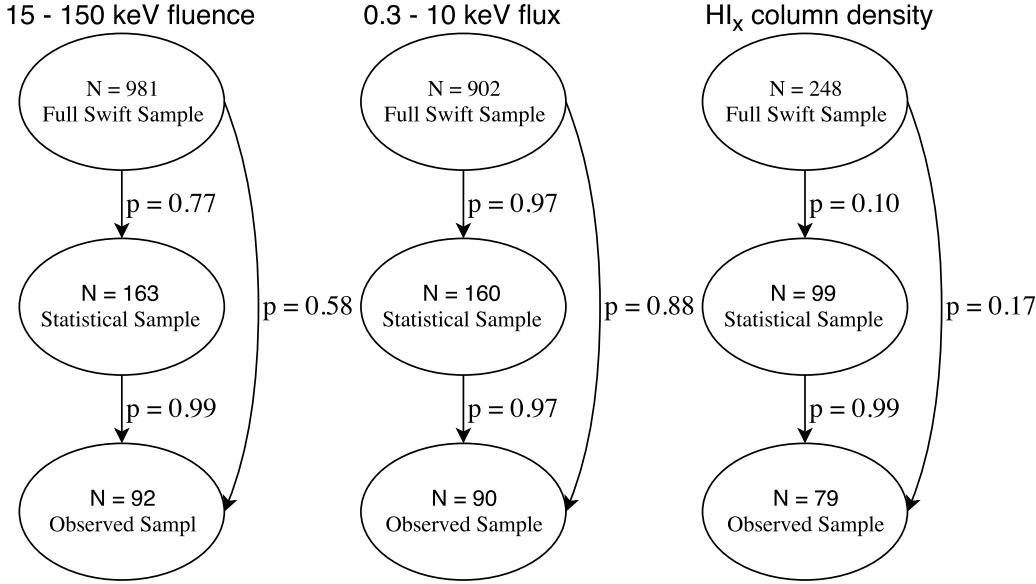 15 - 150 keV fluence
N = 981
Full Swift Sample
p = 0.77
N = 163
Statistical Sample
p = 0.58
p = 0.99
N = 92
Observed Sampl
0.3 - 10 keV flux
N = 902
Full Swift Sample
p = 0.97
N = 160
Statistical Sample
p = 0.88
p = 0.97
N = 90
Observed Sample
HIx column density
N = 248
Full Swift Sample
p = 0.10
N = 99
Statistical Sample
p = 0.17
p = 0.99
N = 79
Observed Sample